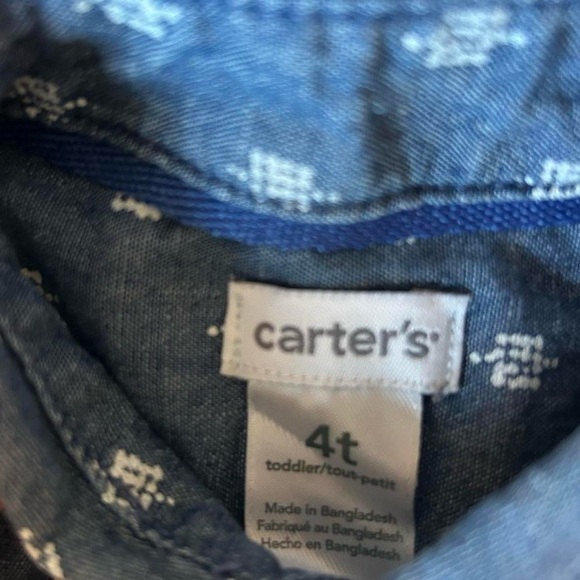 carter's
4t
toddler/tout-petit
Made in Bangladesh
Fabriqué au Bangladesh
Hecho en Bangladesh